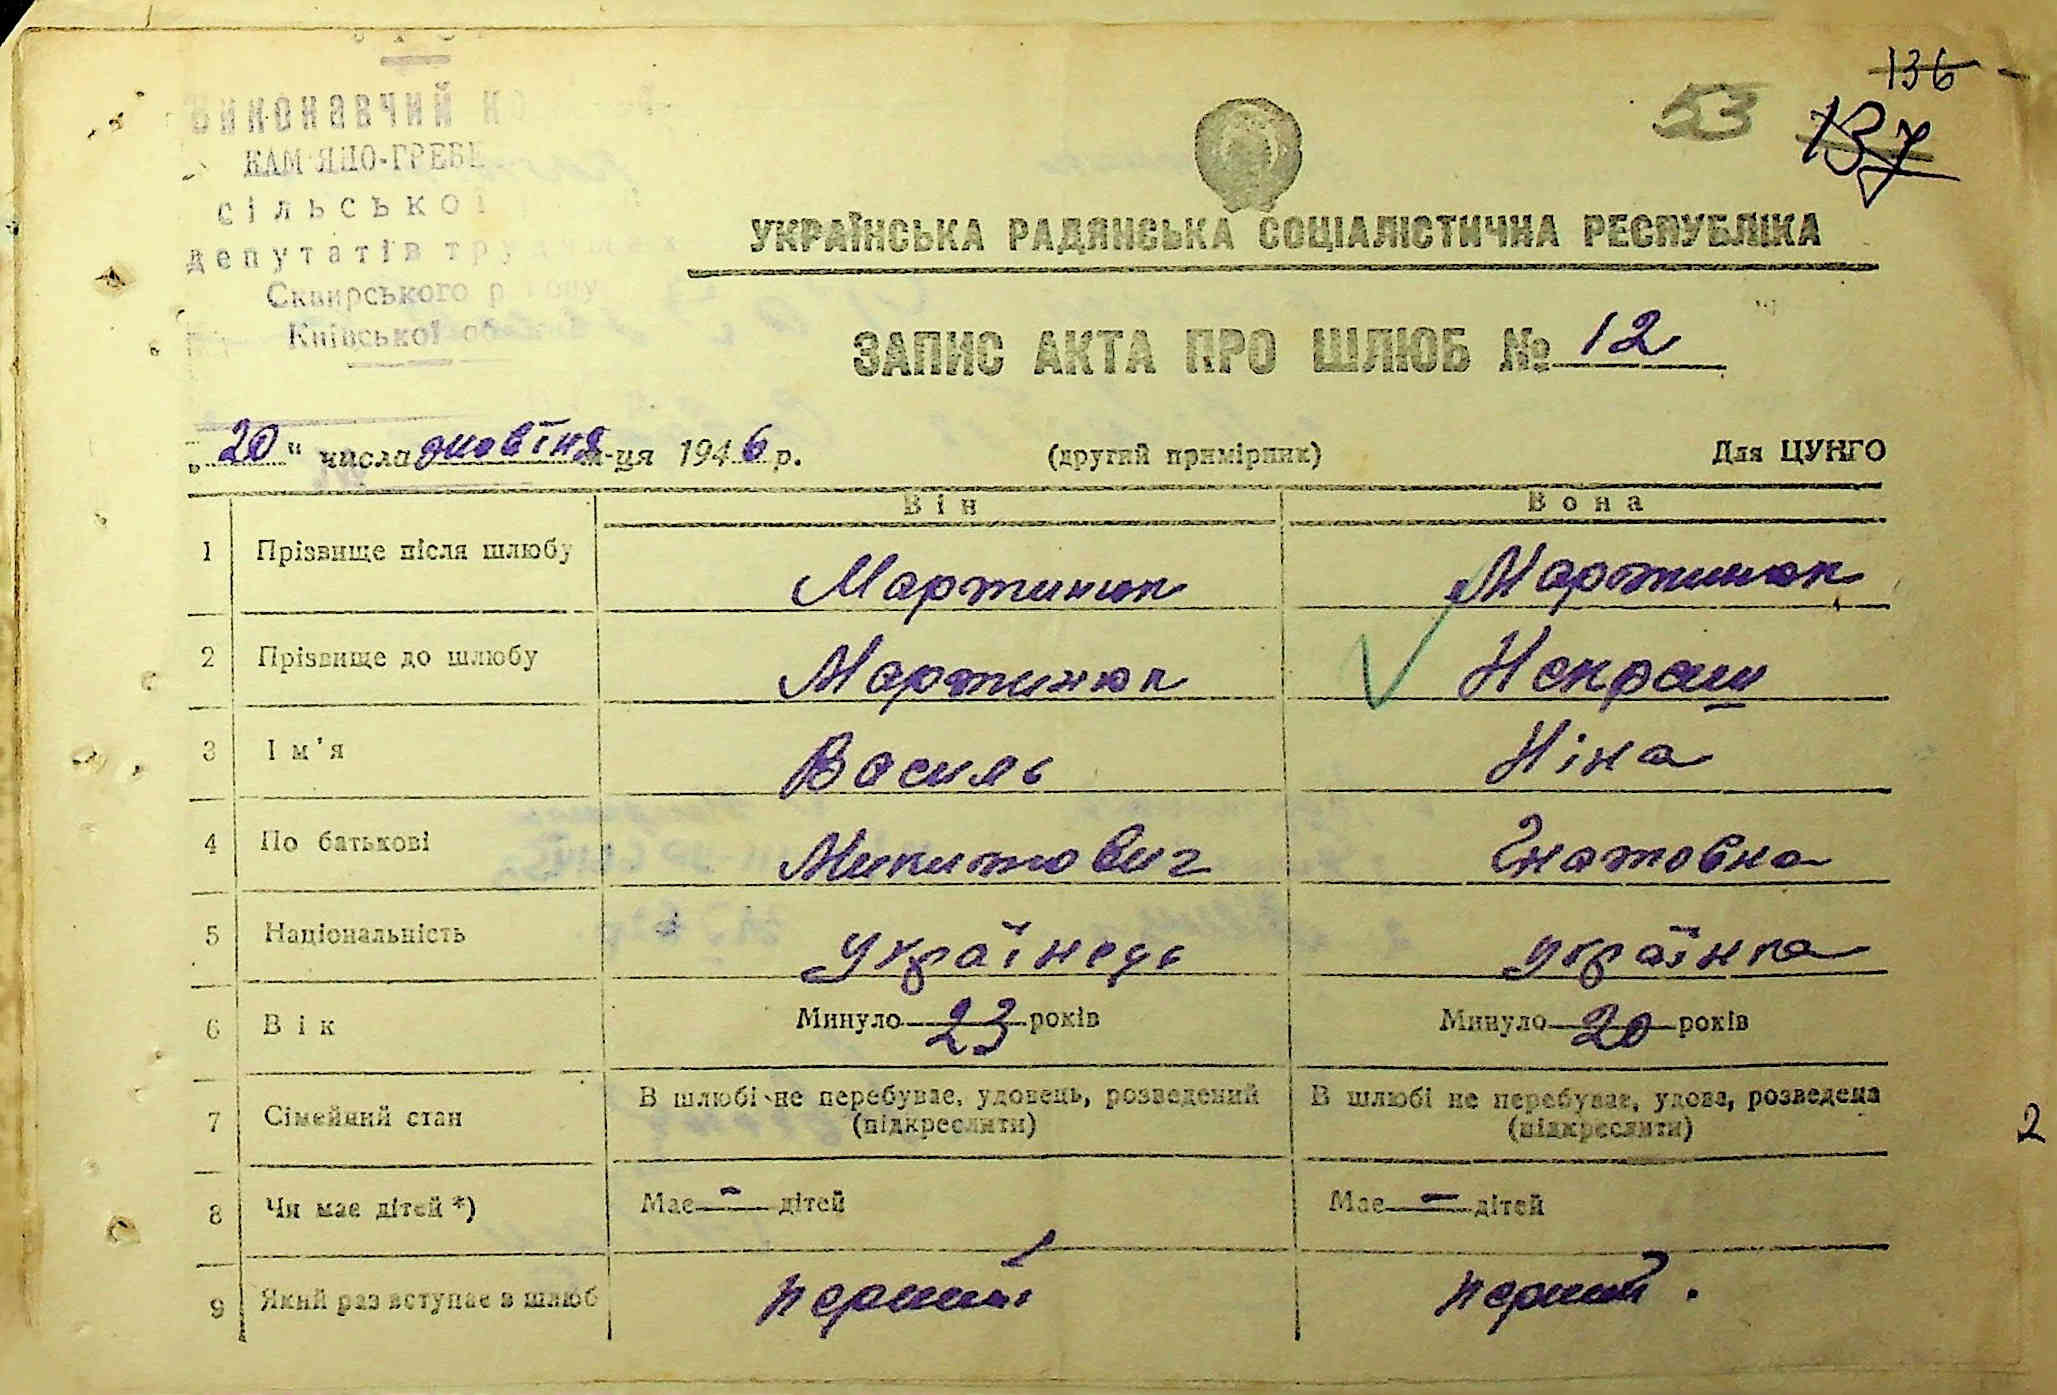 136
53 137
Виконавчий
КАМ'ЯНО-ГРЕБ
сільської
депутатів
Сквирського району
Київської
УКРАЇНСЬКА РАДЯНСЬКА СОЦІАЛІСТИЧНА РЕСПУБЛІКА
ЗАПИС АКТА ПРО ШЛЮБ № 12
„20" числа жовтня м-ця 1946 р. (другий примірник) Для ЦУНГО
Він Вона
1 Прізвище після шлюбу Мартинюк Мартинюк
2 Прізвище до шлюбу Мартинюк Некраш
3 Ім'я Василь Ніна
4 По батькові Микитович Гнатовна
5 Національність Українець Українка
6 Вік Минуло 23 років Минуло 20 років
7 Сімейний стан В шлюбі не перебуває, удовець, розведений (підкреслити) В шлюбі не перебуває, удова, розведена (підкреслити)
2
8 Чи має дітей *) Має - дітей Має - дітей
9 Який раз вступає в шлюб перший перший.